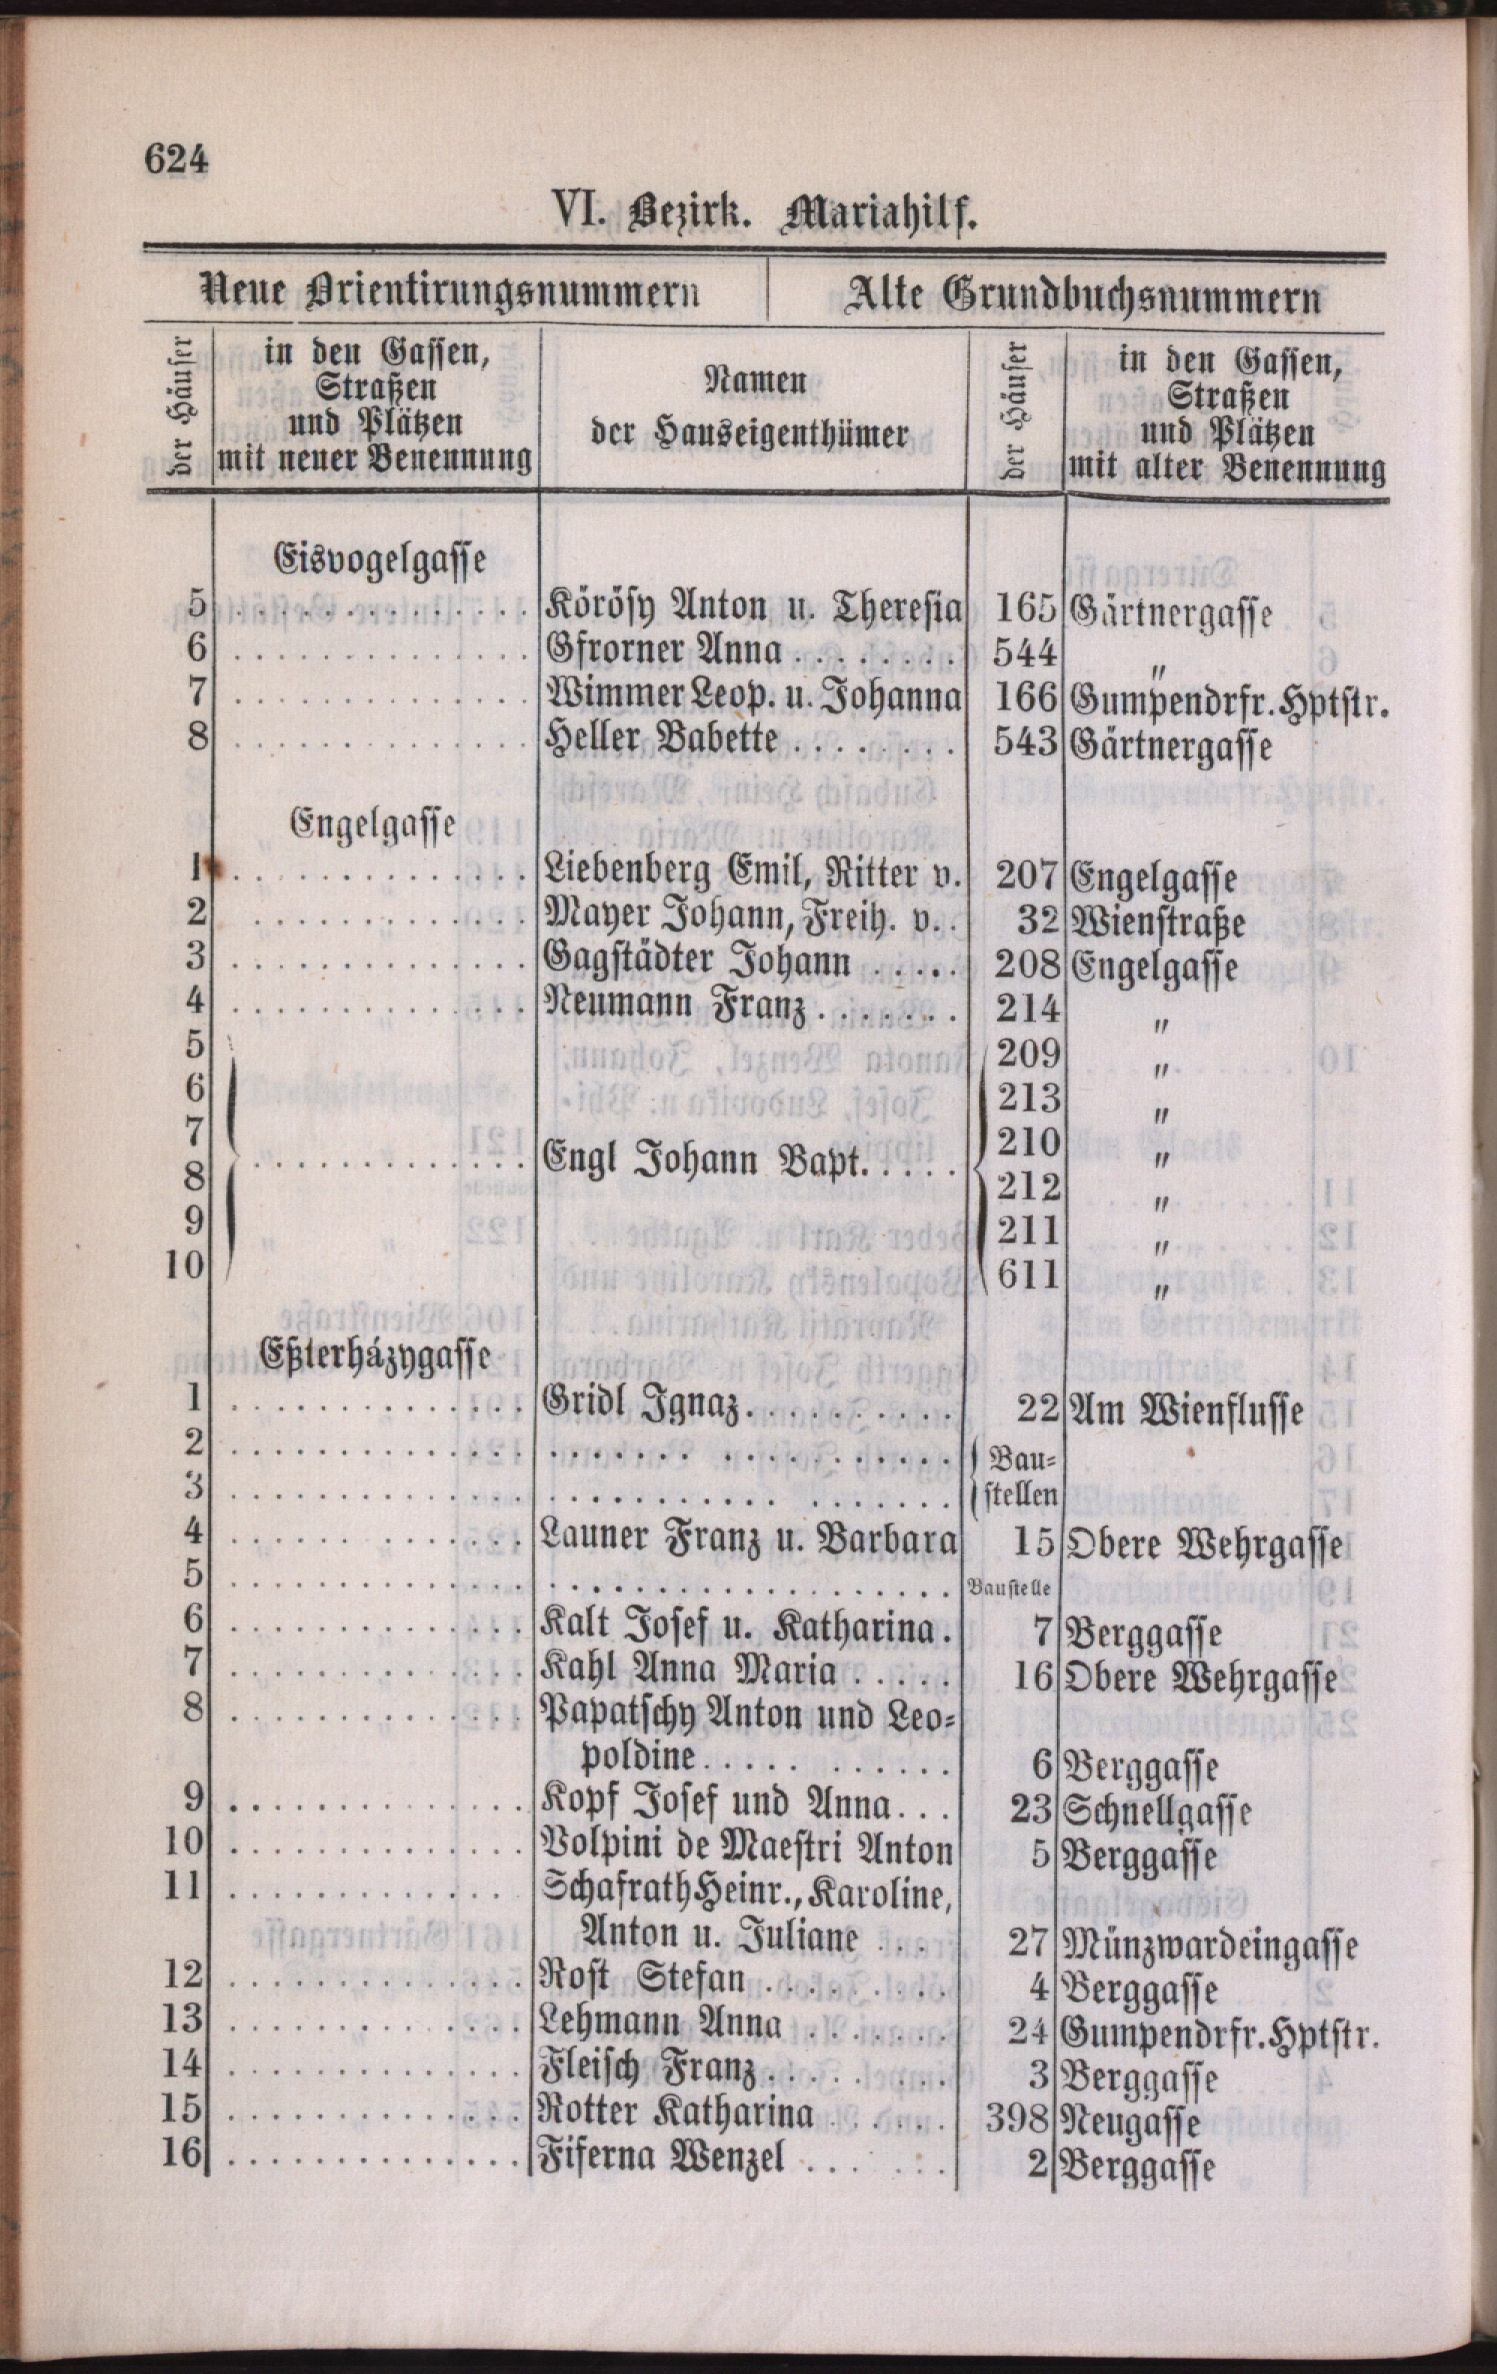 624
VI. Bezirk. Mariahilf.
Neue Orientirungsnummern Alte Grundbuchsnummern
der Häuser
in den Gassen,
Straßen
und Plätzen
mit neuer Benennung
Namen
der Hauseigenthümer
der Häuser
in den Gassen,
Straßen
und Plätzen
mit alter Benennung
Eisvogelgasse
5 . . . . . . . . . . . . . . Körösy Anton u. Theresia 165 Gärtnergasse
6 . . . . . . . . . . . . . . Gfrorner Anna . . . . . . . . 544 "
7 . . . . . . . . . . . . . . Wimmer Leop. u. Johanna 166 Gumpendrfr. Hptstr.
8 . . . . . . . . . . . . . . Heller Babette . . . . . . . . 543 Gärtnergasse
Engelgasse
1 . . . . . . . . . . . . . . Liebenberg Emil, Ritter v. 207 Engelgasse
2 . . . . . . . . . . . . . Mayer Johann, Freih. v. . 32 Wienstraße
3 . . . . . . . . . . . . . . Gagstädter Johann . . . . . 208 Engelgasse
4 . . . . . . . . . . . . . . Neumann Franz . . . . . . . 214 "
5 209 "
6 213 "
7 210 "
. . . . . . . . . . . . . Engl Johann Bapt. . . . . .
8 212 "
9 211 "
10 611 "
Eßterházygasse
1 . . . . . . . . . . . . . . Gridl Ignaz . . . . . . . . . . 22 Am Wienflusse
2 . . . . . . . . . . . . . . . . . . . . . . . . . . . . . . . . Bau-
3 . . . . . . . . . . . . . . . . . . . . . . . . . . . . . . . . stellen
4 . . . . . . . . . . . . . . Launer Franz u. Barbara 15 Obere Wehrgasse
5 . . . . . . . . . . . . . . . . . . . . . . . . . . . . . . . . Baustelle
6 . . . . . . . . . . . . . . Kalt Josef u. Katharina . 7 Berggasse
7 . . . . . . . . . . . . . . Kahl Anna Maria . . . . . 16 Obere Wehrgasse
8 . . . . . . . . . . . . . . Papatschy Anton und Leo-
poldine . . . . . . . . . . . 6 Berggasse
9 . . . . . . . . . . . . . . Kopf Josef und Anna . . . 23 Schnellgasse
10 . . . . . . . . . . . . . . Volpini de Maestri Anton 5 Berggasse
11 . . . . . . . . . . . . . . Schafrath Heinr., Karoline,
Anton u. Juliane . . . . 27 Münzwardeingasse
12 . . . . . . . . . . . . . . Rost Stefan . . . . . . . . . 4 Berggasse
13 . . . . . . . . . . . . . . Lehmann Anna . . . . . . . 24 Gumpendrfr. Hptstr.
14 . . . . . . . . . . . . . . Fleisch Franz . . . . . . . . . 3 Berggasse
15 . . . . . . . . . . . . . . Rotter Katharina . . . . . . 398 Neugasse
16 . . . . . . . . . . . . . . Fiferna Wenzel . . . . . . 2 Berggasse